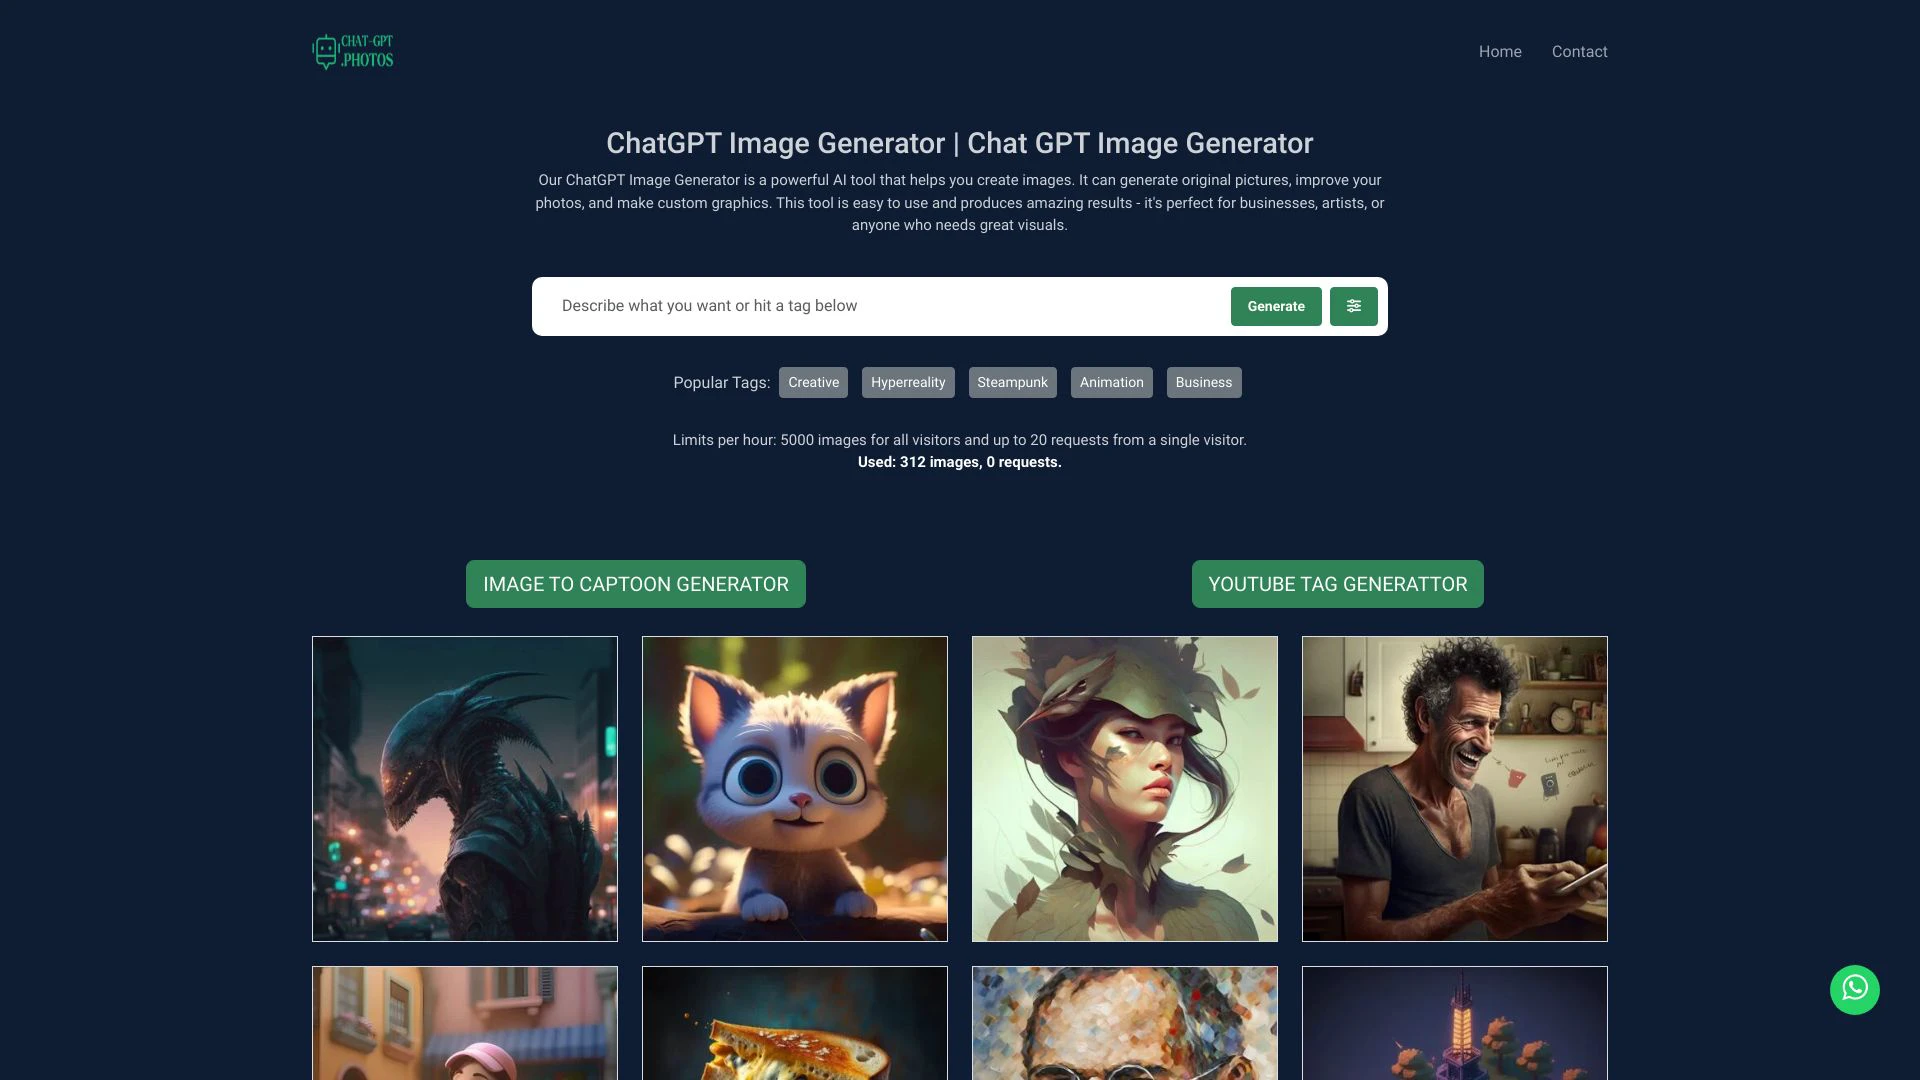 CHAT-GPT
.PHOTOS
Home
Contact
ChatGPT Image Generator | Chat GPT Image Generator
Our ChatGPT Image Generator is a powerful AI tool that helps you create images. It can generate original pictures, improve your
photos, and make custom graphics. This tool is easy to use and produces amazing results - it's perfect for businesses, artists, or
anyone who needs great visuals.
Describe what you want or hit a tag below
Generate
Popular Tags:
Creative
Hyperreality
Steampunk
Animation
Business
Limits per hour: 5000 images for all visitors and up to 20 requests from a single visitor.
Used: 312 images, 0 requests.
IMAGE TO CAPTOON GENERATOR
YOUTUBE TAG GENERATTOR